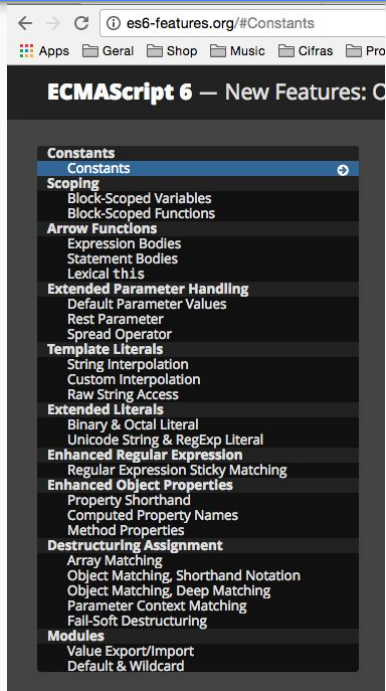 es6-features.org/#Constants
Apps Geral Shop Music Cifras Pro
ECMAScript 6 — New Features: O
Constants
Constants
Scoping
Block-Scoped Variables
Block-Scoped Functions
Arrow Functions
Expression Bodies
Statement Bodies
Lexical this
Extended Parameter Handling
Default Parameter Values
Rest Parameter
Spread Operator
Template Literals
String Interpolation
Custom Interpolation
Raw String Access
Extended Literals
Binary & Octal Literal
Unicode String & RegExp Literal
Enhanced Regular Expression
Regular Expression Sticky Matching
Enhanced Object Properties
Property Shorthand
Computed Property Names
Method Properties
Destructuring Assignment
Array Matching
Object Matching, Shorthand Notation
Object Matching, Deep Matching
Parameter Context Matching
Fail-Soft Destructuring
Modules
Value Export/Import
Default & Wildcard